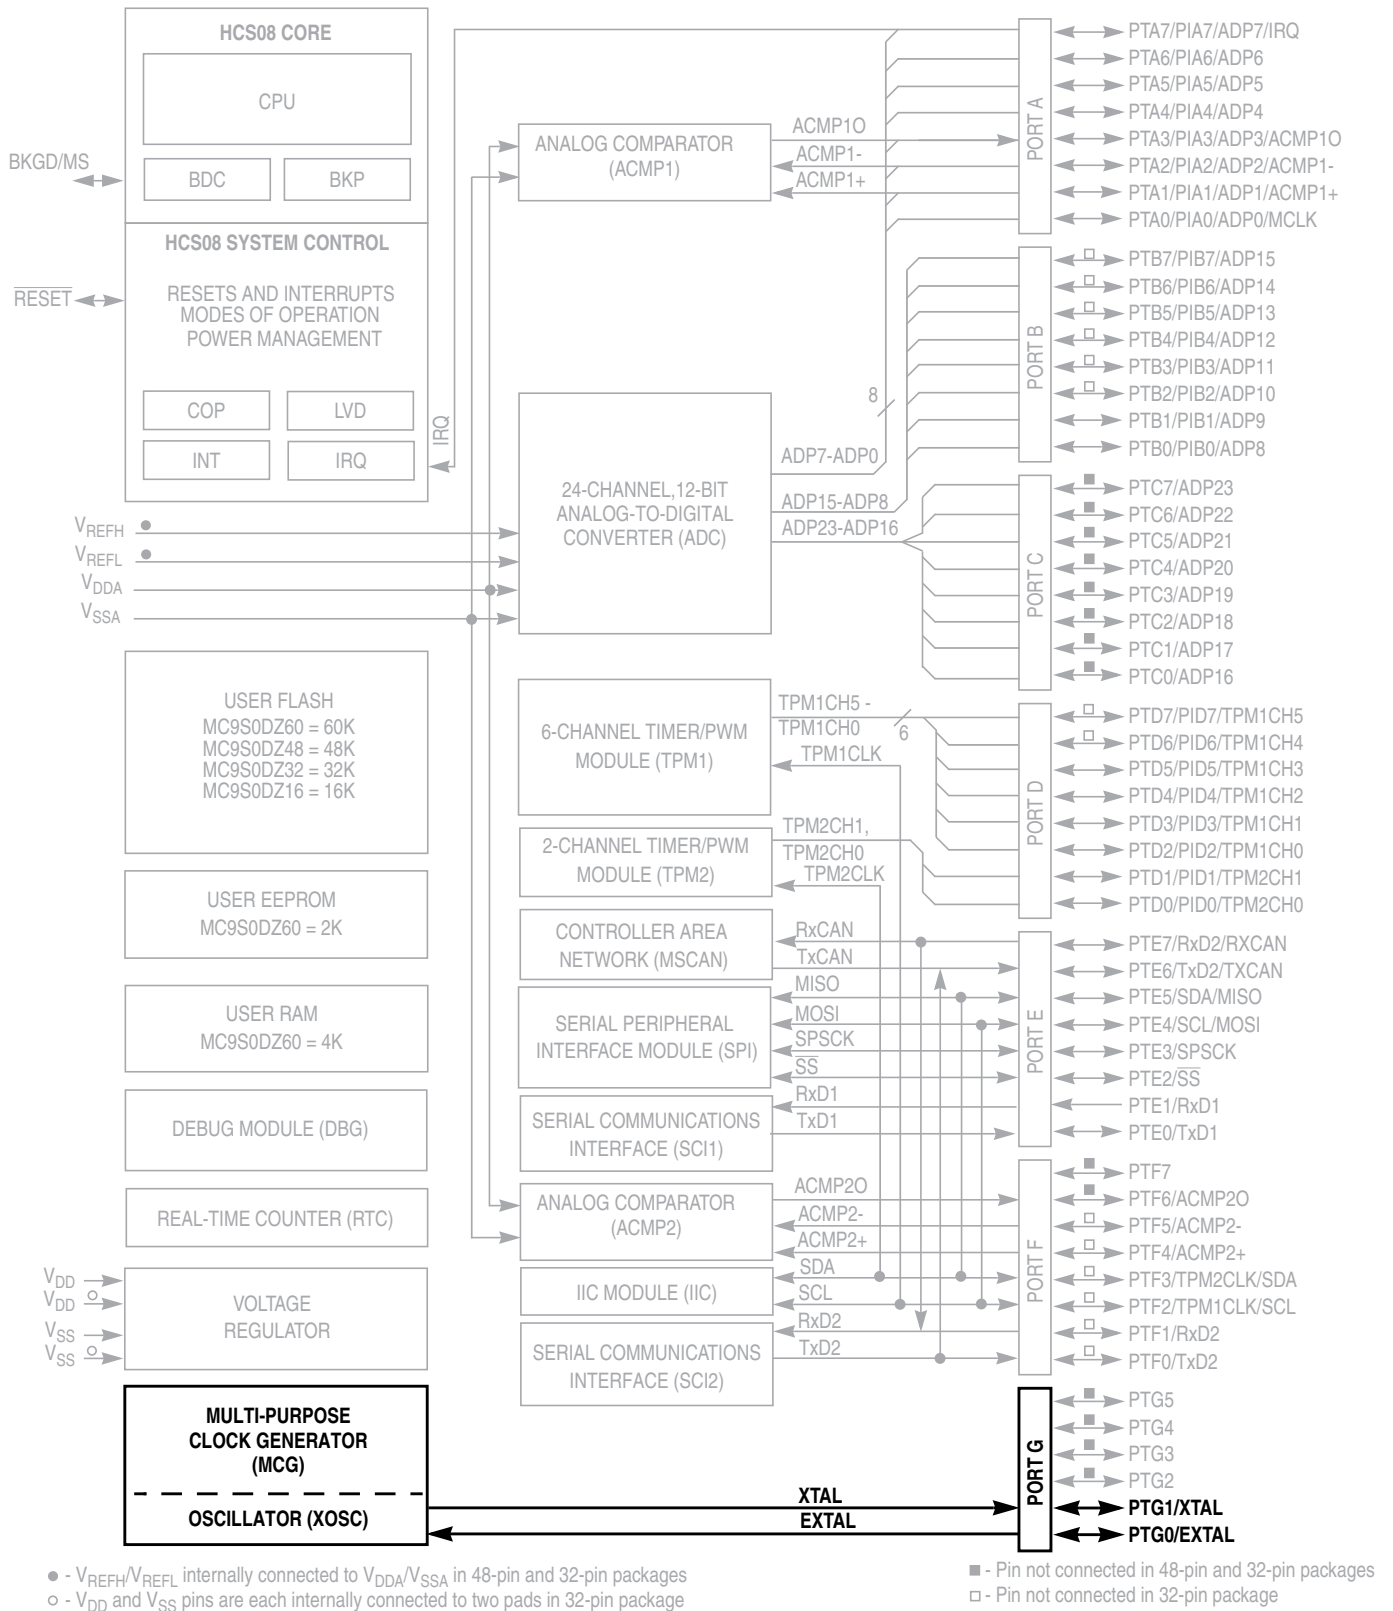 HCS08 CORE
CPU
BDC
BKP
BKGD/MS
HCS08 SYSTEM CONTROL
RESETS AND INTERRUPTS
MODES OF OPERATION
POWER MANAGEMENT
RESET
COP
LVD
INT
IRQ
IRQ
VREFH
VREFL
VDDA
VSSA
USER FLASH
MC9S0DZ60 = 60K
MC9S0DZ48 = 48K
MC9S0DZ32 = 32K
MC9S0DZ16 = 16K
USER EEPROM
MC9S0DZ60 = 2K
USER RAM
MC9S0DZ60 = 4K
DEBUG MODULE (DBG)
REAL-TIME COUNTER (RTC)
VDD
VDD
VSS
VSS
VOLTAGE
REGULATOR
MULTI-PURPOSE
CLOCK GENERATOR
(MCG)
OSCILLATOR (XOSC)
ANALOG COMPARATOR
(ACMP1)
ACMP1O
ACMP1-
ACMP1+
24-CHANNEL,12-BIT
ANALOG-TO-DIGITAL
CONVERTER (ADC)
8
ADP7-ADP0
ADP15-ADP8
ADP23-ADP16
6-CHANNEL TIMER/PWM
MODULE (TPM1)
TPM1CH5 -
TPM1CH0
6
TPM1CLK
2-CHANNEL TIMER/PWM
MODULE (TPM2)
TPM2CH1,
TPM2CH0
TPM2CLK
CONTROLLER AREA
NETWORK (MSCAN)
RxCAN
TxCAN
SERIAL PERIPHERAL
INTERFACE MODULE (SPI)
MISO
MOSI
SPSCK
SS
SERIAL COMMUNICATIONS
INTERFACE (SCI1)
RxD1
TxD1
ANALOG COMPARATOR
(ACMP2)
ACMP2O
ACMP2-
ACMP2+
IIC MODULE (IIC)
SDA
SCL
SERIAL COMMUNICATIONS
INTERFACE (SCI2)
RxD2
TxD2
XTAL
EXTAL
PORT A
PTA7/PIA7/ADP7/IRQ
PTA6/PIA6/ADP6
PTA5/PIA5/ADP5
PTA4/PIA4/ADP4
PTA3/PIA3/ADP3/ACMP1O
PTA2/PIA2/ADP2/ACMP1-
PTA1/PIA1/ADP1/ACMP1+
PTA0/PIA0/ADP0/MCLK
PORT B
PTB7/PIB7/ADP15
PTB6/PIB6/ADP14
PTB5/PIB5/ADP13
PTB4/PIB4/ADP12
PTB3/PIB3/ADP11
PTB2/PIB2/ADP10
PTB1/PIB1/ADP9
PTB0/PIB0/ADP8
PORT C
PTC7/ADP23
PTC6/ADP22
PTC5/ADP21
PTC4/ADP20
PTC3/ADP19
PTC2/ADP18
PTC1/ADP17
PTC0/ADP16
PORT D
PTD7/PID7/TPM1CH5
PTD6/PID6/TPM1CH4
PTD5/PID5/TPM1CH3
PTD4/PID4/TPM1CH2
PTD3/PID3/TPM1CH1
PTD2/PID2/TPM1CH0
PTD1/PID1/TPM2CH1
PTD0/PID0/TPM2CH0
PORT E
PTE7/RxD2/RXCAN
PTE6/TxD2/TXCAN
PTE5/SDA/MISO
PTE4/SCL/MOSI
PTE3/SPSCK
PTE2/SS
PTE1/RxD1
PTE0/TxD1
PORT F
PTF7
PTF6/ACMP2O
PTF5/ACMP2-
PTF4/ACMP2+
PTF3/TPM2CLK/SDA
PTF2/TPM1CLK/SCL
PTF1/RxD2
PTF0/TxD2
PORT G
PTG5
PTG4
PTG3
PTG2
PTG1/XTAL
PTG0/EXTAL
● - VREFH/VREFL internally connected to VDDA/VSSA in 48-pin and 32-pin packages
○ - VDD and VSS pins are each internally connected to two pads in 32-pin package
■ - Pin not connected in 48-pin and 32-pin packages
□ - Pin not connected in 32-pin package